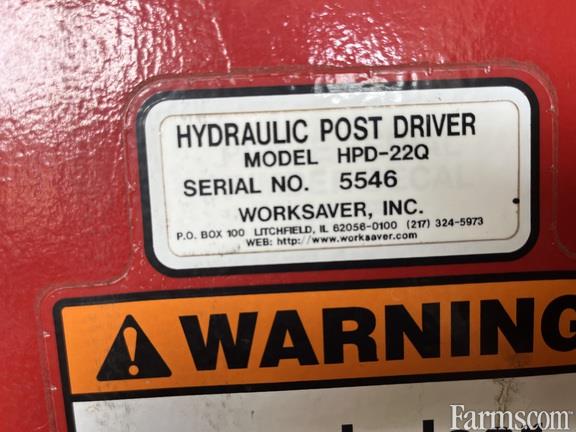 HYDRAULIC POST DRIVER
MODEL HPD-22Q
SERIAL NO. 5546
WORKSAVER, INC.
P.O. BOX 100 LITCHFIELD, IL 62056-0100 (217) 324-5973
WEB: http://www.worksaver.com
WARNING
Farms.com